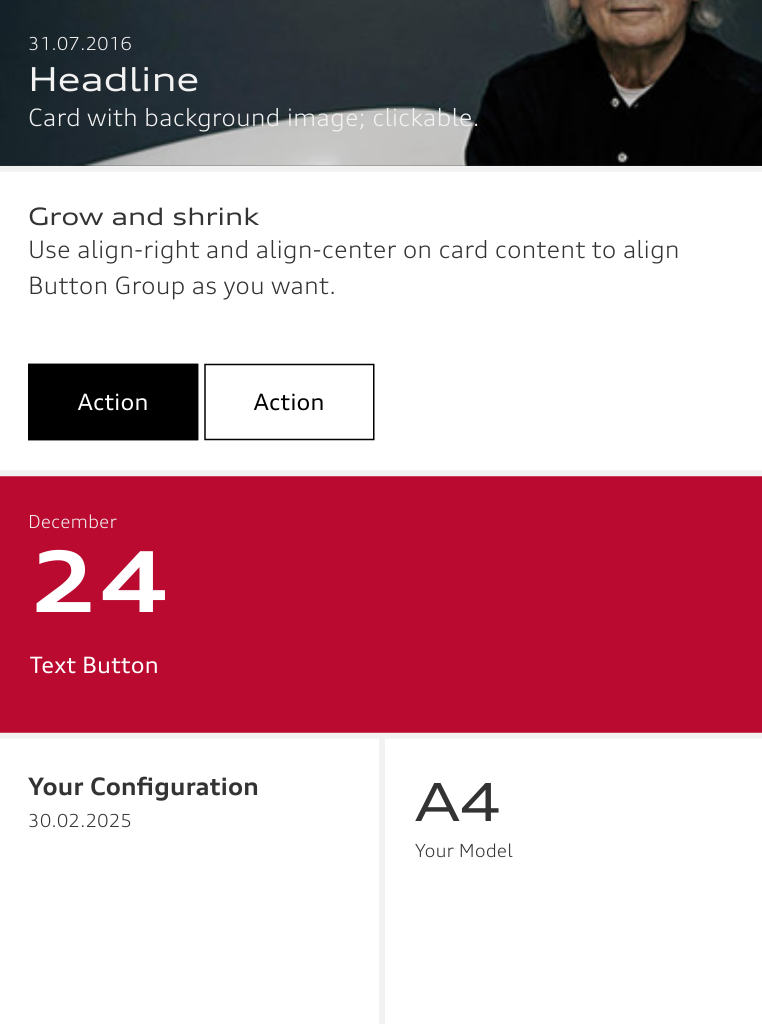 31.07.2016
Headline
Card with background image; clickable.
Grow and shrink
Use align-right and align-center on card content to align
Button Group as you want.
Action
Action
December
24
Text Button
Your Configuration
30.02.2025
A4
Your Model